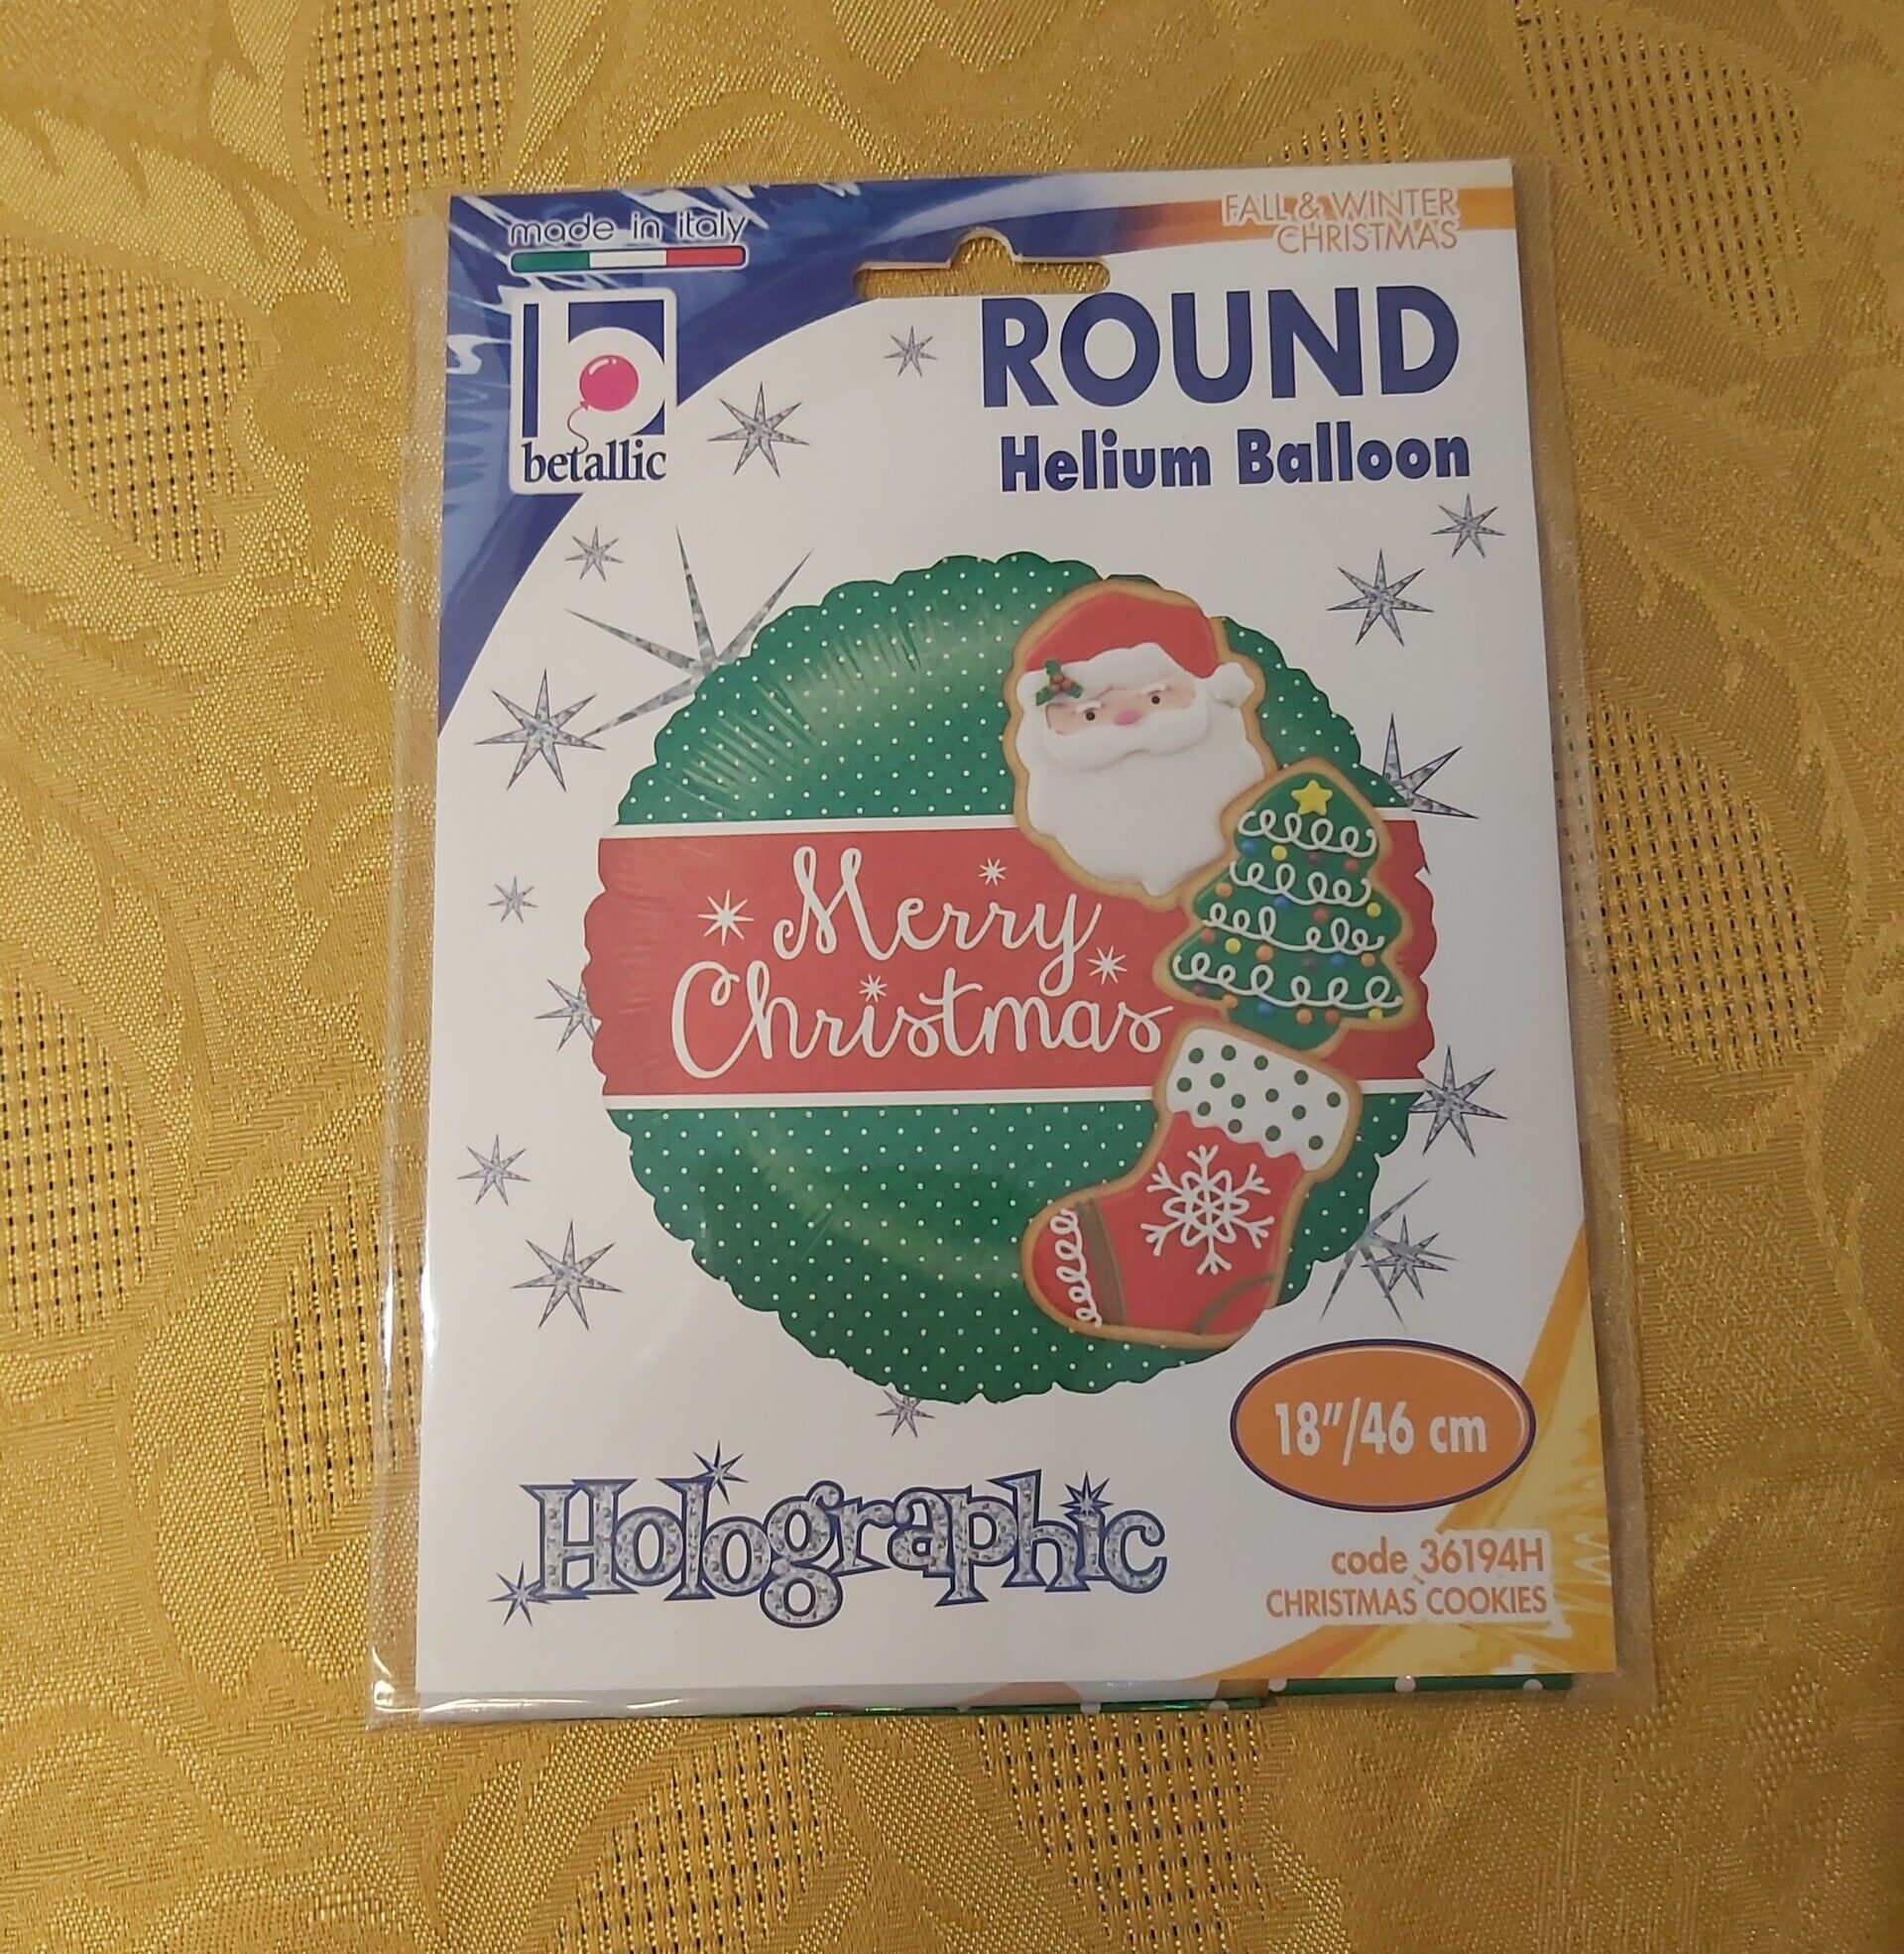 made in italy
FALL & WINTER
CHRISTMAS
b
betallic
ROUND
Helium Balloon
Merry
Christmas
18"/46 cm
Holographic
code 36194H
CHRISTMAS COOKIES